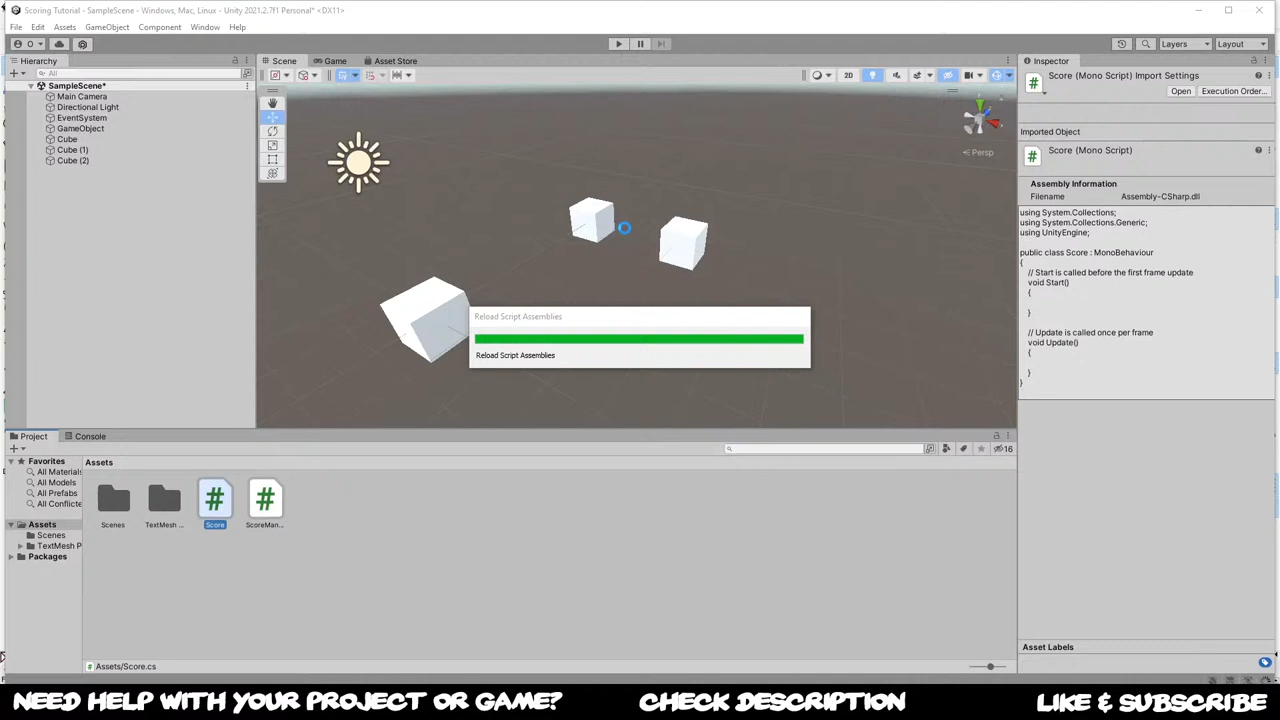 Scoring Tutorial - SampleScene - Windows, Mac, Linux - Unity 2021.2.7f1 Personal* <DX11>
File Edit Assets GameObject Component Window Help
O Layers Layout
Hierarchy
All
SampleScene*
Main Camera
Directional Light
EventSystem
GameObject
Cube
Cube (1)
Cube (2)
Scene Game Asset Store
2D
Persp
Reload Script Assemblies
Reload Script Assemblies
Inspector
Score (Mono Script) Import Settings
Open Execution Order...
Imported Object
Score (Mono Script)
Assembly Information
Filename Assembly-CSharp.dll
using System.Collections;
using System.Collections.Generic;
using UnityEngine;
public class Score : MonoBehaviour
{
// Start is called before the first frame update
void Start()
{
}
// Update is called once per frame
void Update()
{
}
}
Project Console
16
Favorites
All Materials
All Models
All Prefabs
All Conflicte
Assets
Scenes
TextMesh P
Packages
Assets
Scenes TextMesh ... Score ScoreMan...
Assets/Score.cs
Asset Labels
NEED HELP WITH YOUR PROJECT OR GAME? CHECK DESCRIPTION LIKE & SUBSCRIBE